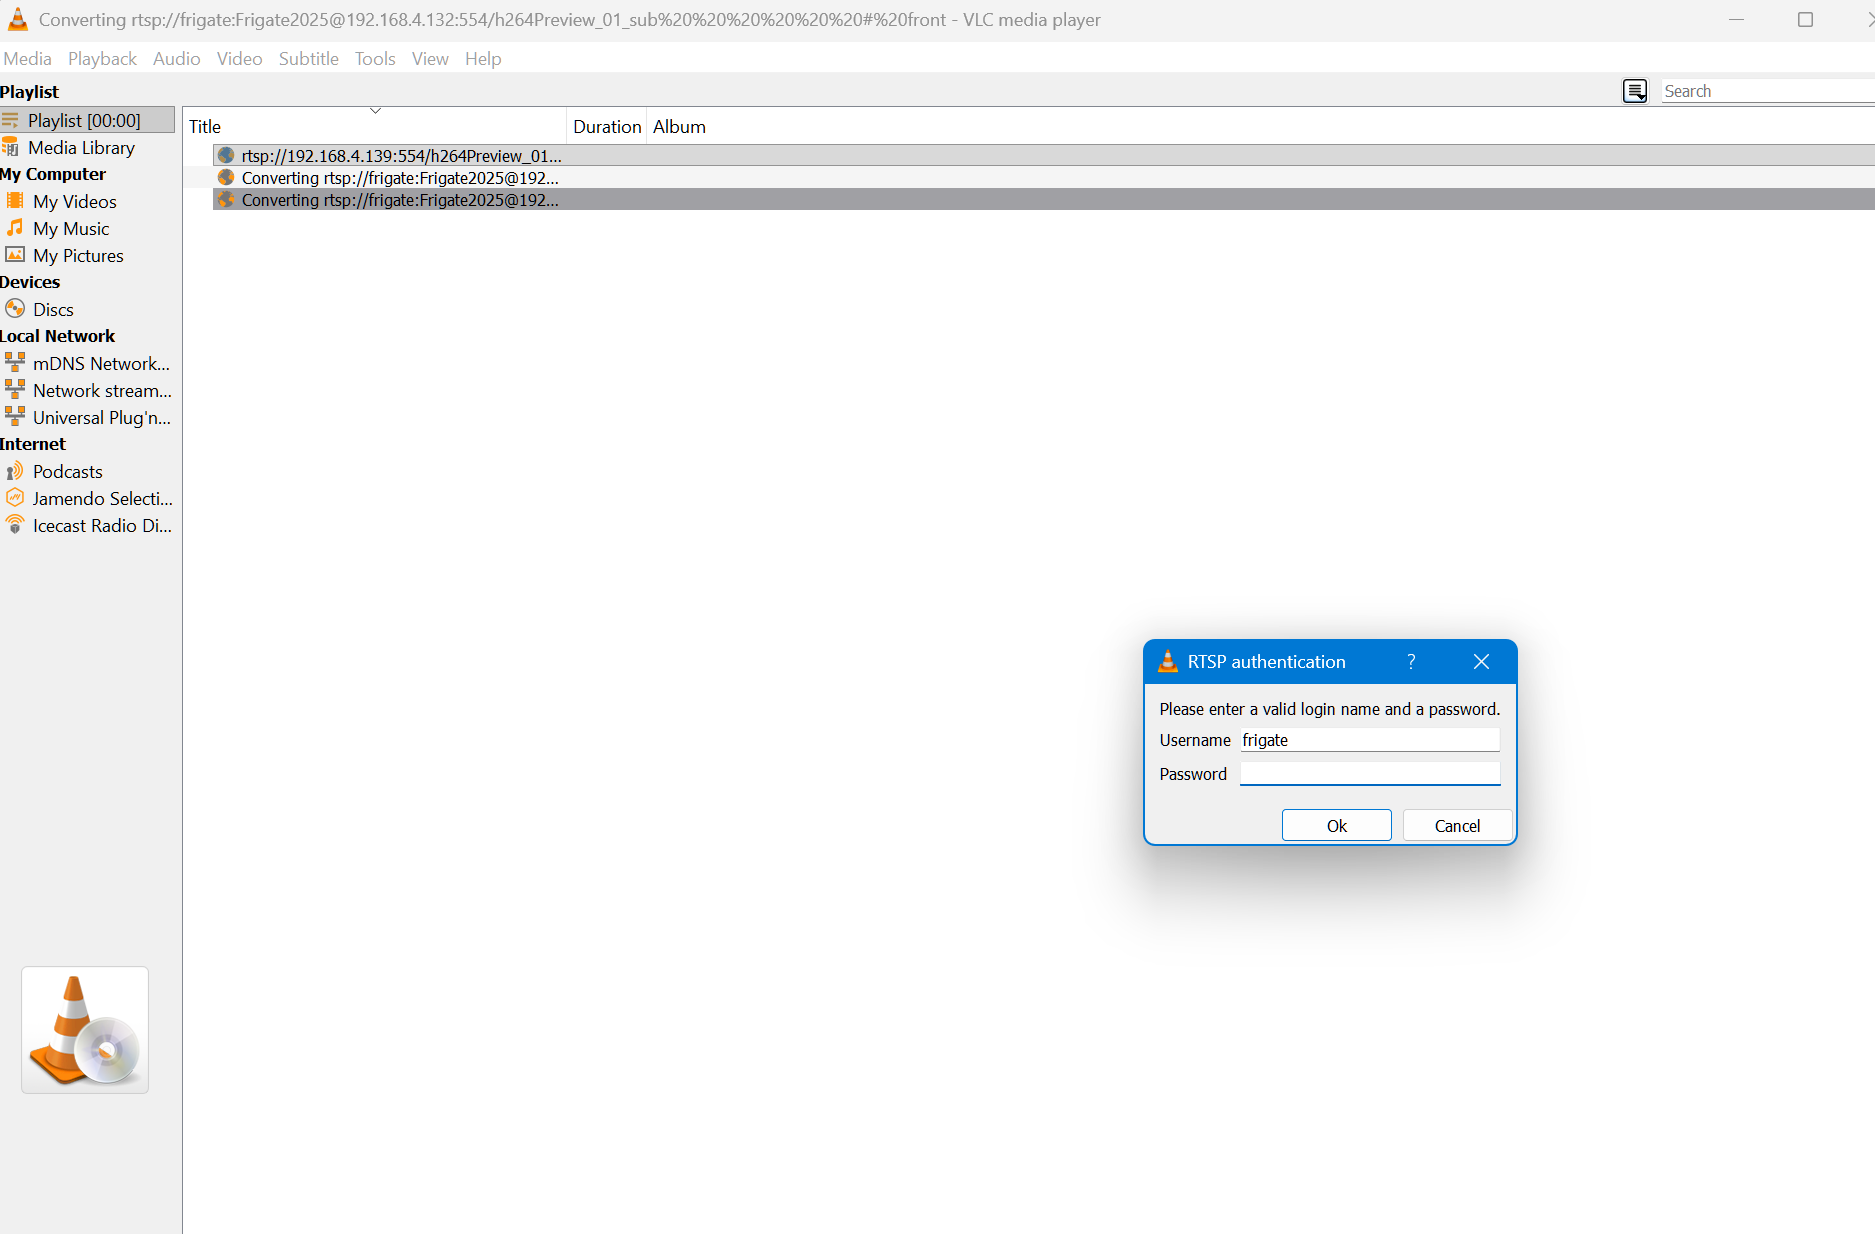 Converting rtsp://frigate:Frigate2025@192.168.4.132:554/h264Preview_01_sub%20%20%20%20%20%20#%20front - VLC media player
Media Playback Audio Video Subtitle Tools View Help
Playlist
Search
Playlist [00:00]
Media Library
My Computer
My Videos
My Music
My Pictures
Devices
Discs
Local Network
mDNS Network...
Network stream...
Universal Plug'n...
Internet
Podcasts
Jamendo Selecti...
Icecast Radio Di...
Title Duration Album
rtsp://192.168.4.139:554/h264Preview_01...
Converting rtsp://frigate:Frigate2025@192...
Converting rtsp://frigate:Frigate2025@192...
RTSP authentication ?
Please enter a valid login name and a password.
Username frigate
Password
Ok Cancel